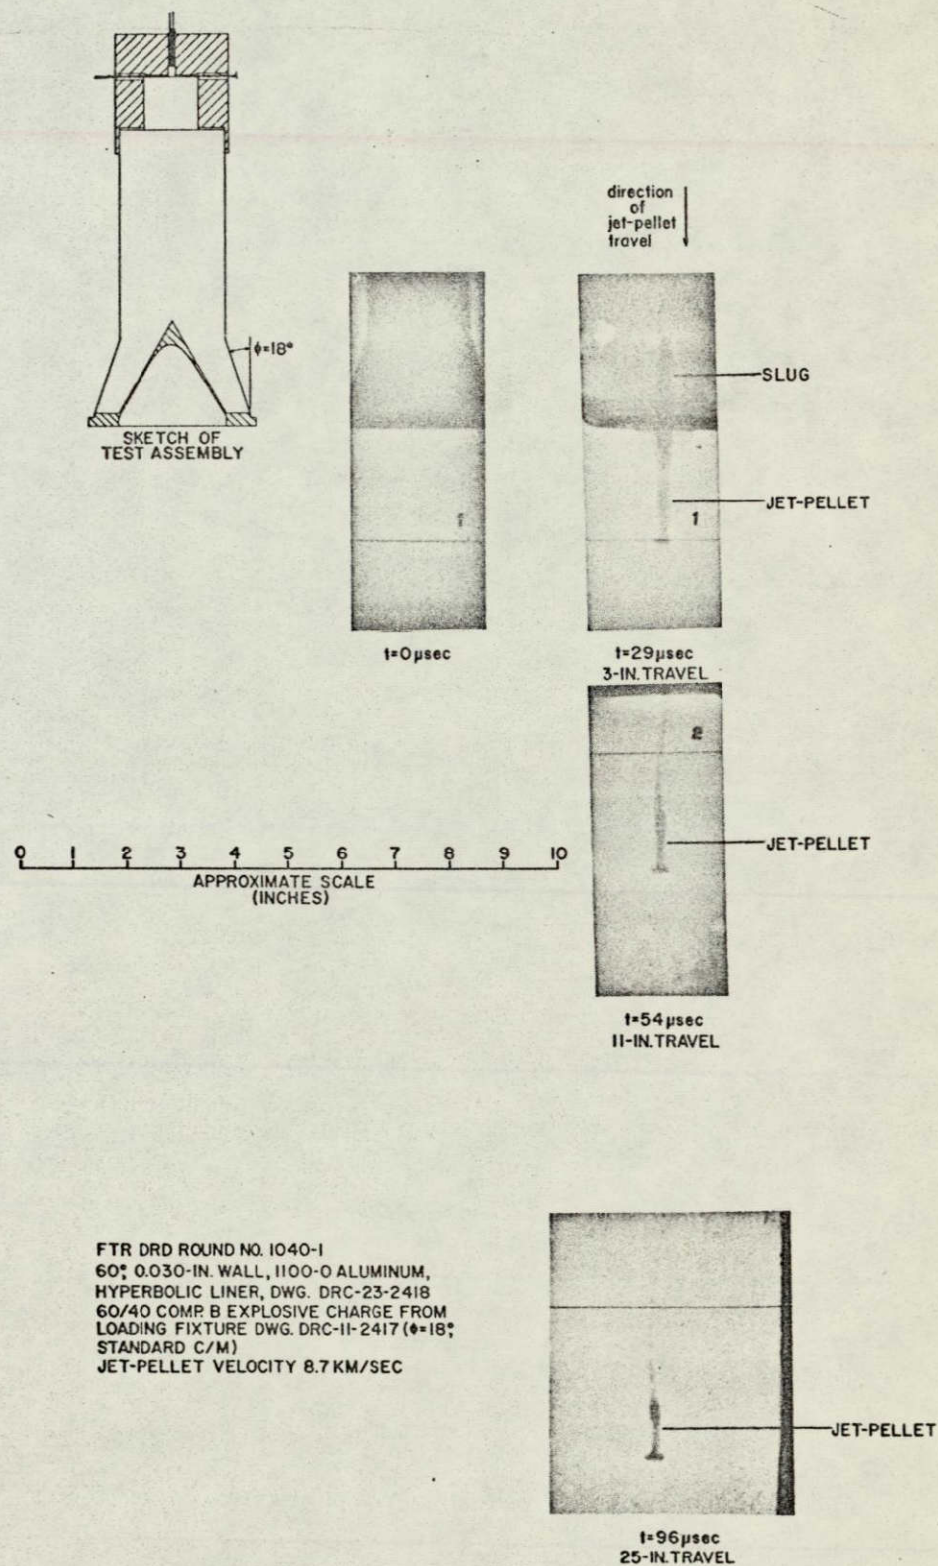 direction
of
jet-pellet
travel
ϕ=18°
SKETCH OF
TEST ASSEMBLY
SLUG
JET-PELLET
1
1
t=0μsec
t=29μsec
3-IN. TRAVEL
2
JET-PELLET
0 1 2 3 4 5 6 7 8 9 10
APPROXIMATE SCALE
(INCHES)
t=54μsec
11-IN. TRAVEL
FTR DRD ROUND NO. 1040-1
60°, 0.030-IN. WALL, 1100-0 ALUMINUM,
HYPERBOLIC LINER, DWG. DRC-23-2418
60/40 COMP. B EXPLOSIVE CHARGE FROM
LOADING FIXTURE DWG. DRC-11-2417 (ϕ=18°,
STANDARD C/M)
JET-PELLET VELOCITY 8.7 KM/SEC
JET-PELLET
t=96μsec
25-IN. TRAVEL